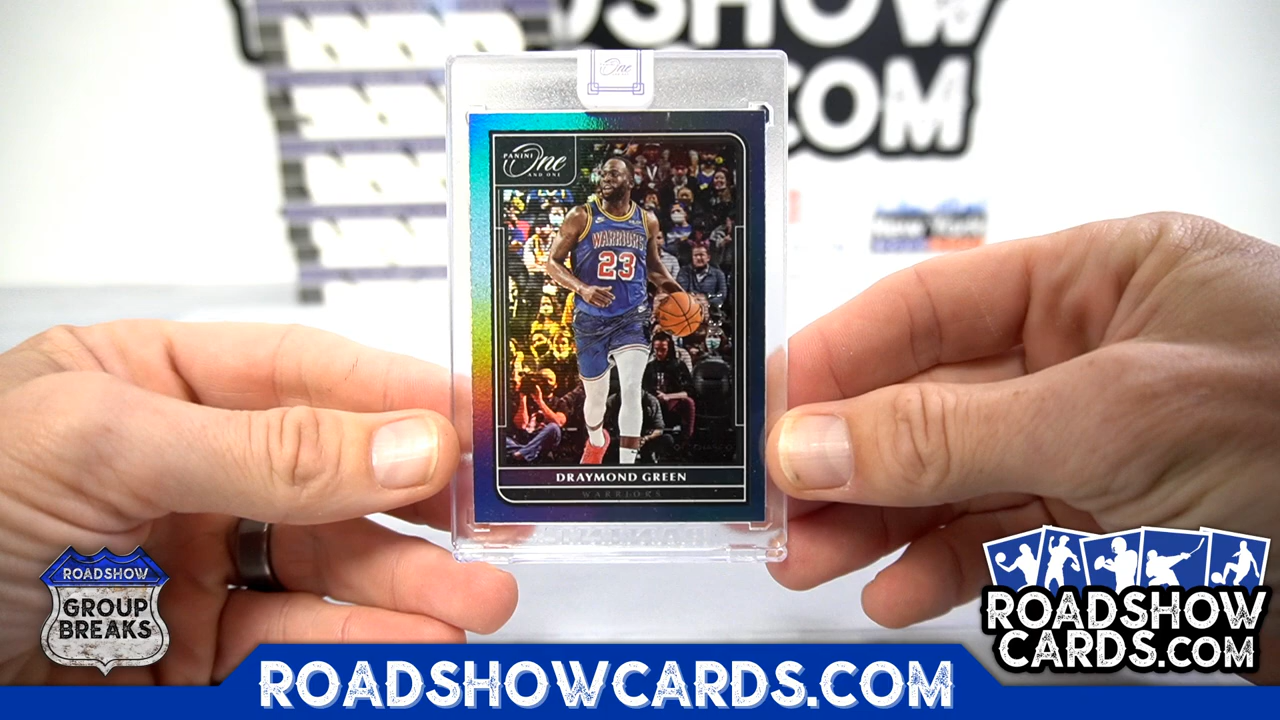 ROADSHOW
.COM
One
PANINI
One
AND ONE
WARRIORS
23
DRAYMOND GREEN
WARRIORS
ROADSHOW
GROUP
BREAKS
ROADSHOW
CARDS.COM
ROADSHOWCARDS.COM